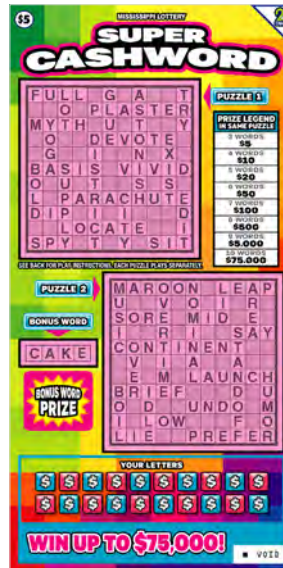 $5
MISSISSIPPI LOTTERY
SUPER
CASHWORD
PUZZLE 1
FULL G A T
O PLASTER
MYTH U T Y
O DEVOTE
G I N X
BASIS VIVID
O U T S S
L PARACHUTE
DIP I I D
LOCATE I
SPY T Y SIT
PRIZE LEGEND
IN SAME PUZZLE
3 WORDS
$5
4 WORDS
$10
5 WORDS
$20
6 WORDS
$50
7 WORDS
$100
8 WORDS
$500
9 WORDS
$5,000
10 WORDS
$75,000
SEE BACK FOR PLAY INSTRUCTIONS. EACH PUZZLE PLAYS SEPARATELY.
PUZZLE 2
MAROON LEAP
U V O I R
SORE MID E
I R I SAY
CONTINENT
V I A A
E M LAUNCH
BRIEF U
O D UNDO M
I LOW F O
LIE PREFER
BONUS WORD
CAKE
BONUS WORD
PRIZE
YOUR LETTERS
$ $ $ $ $ $ $ $ $ $
$ $ $ $ $ $ $ $ $ $
WIN UP TO $75,000!
VOID